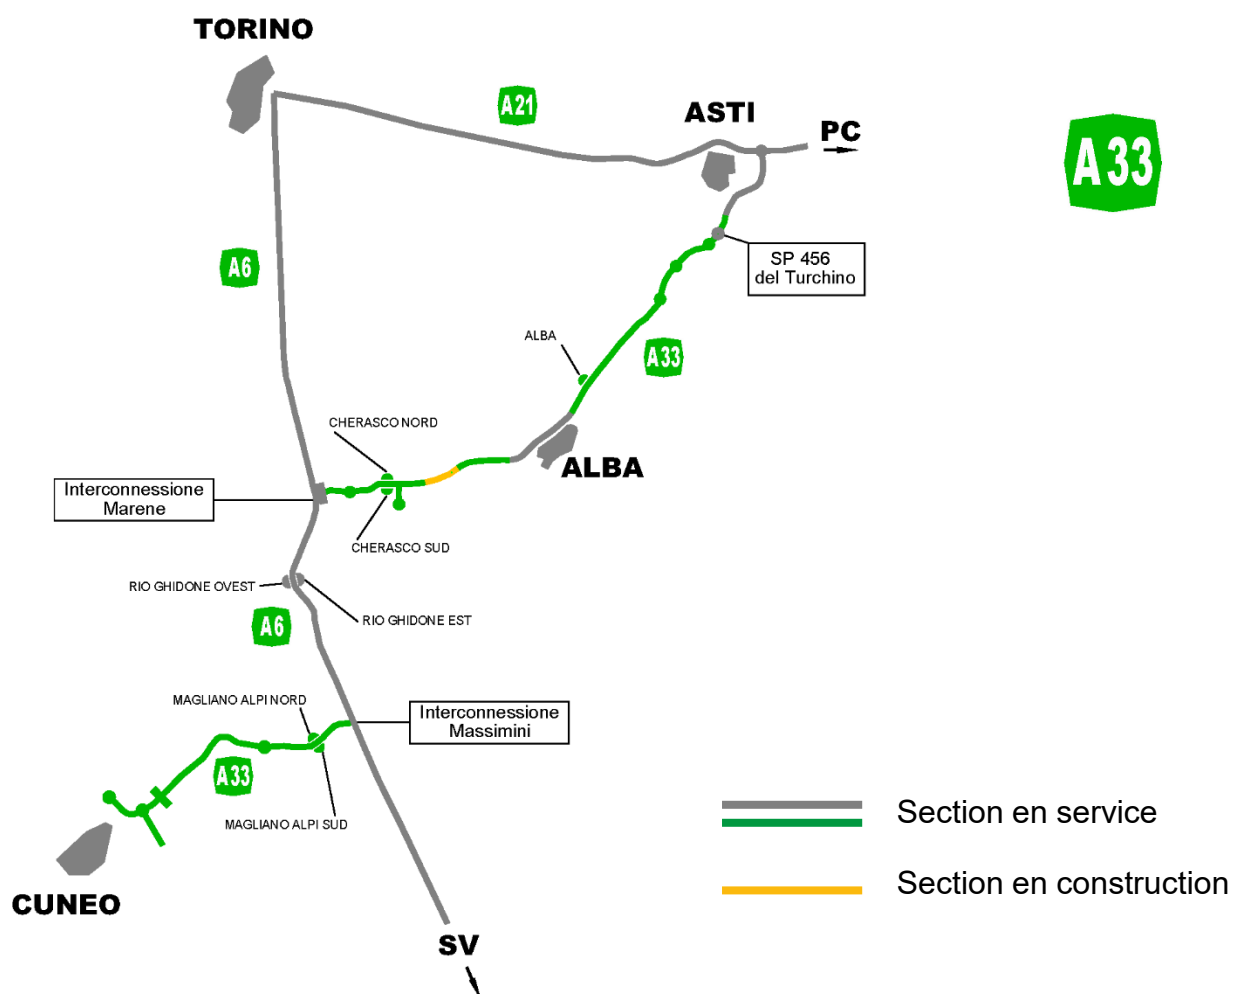 TORINO
A21
ASTI
PC
A33
A6
SP 456
del Turchino
ALBA
A33
CHERASCO NORD
ALBA
Interconnessione
Marene
CHERASCO SUD
RIO GHIDONE OVEST
RIO GHIDONE EST
A6
MAGLIANO ALPI NORD
Interconnessione
Massimini
A33
MAGLIANO ALPI SUD
CUNEO
SV
Section en service
Section en construction